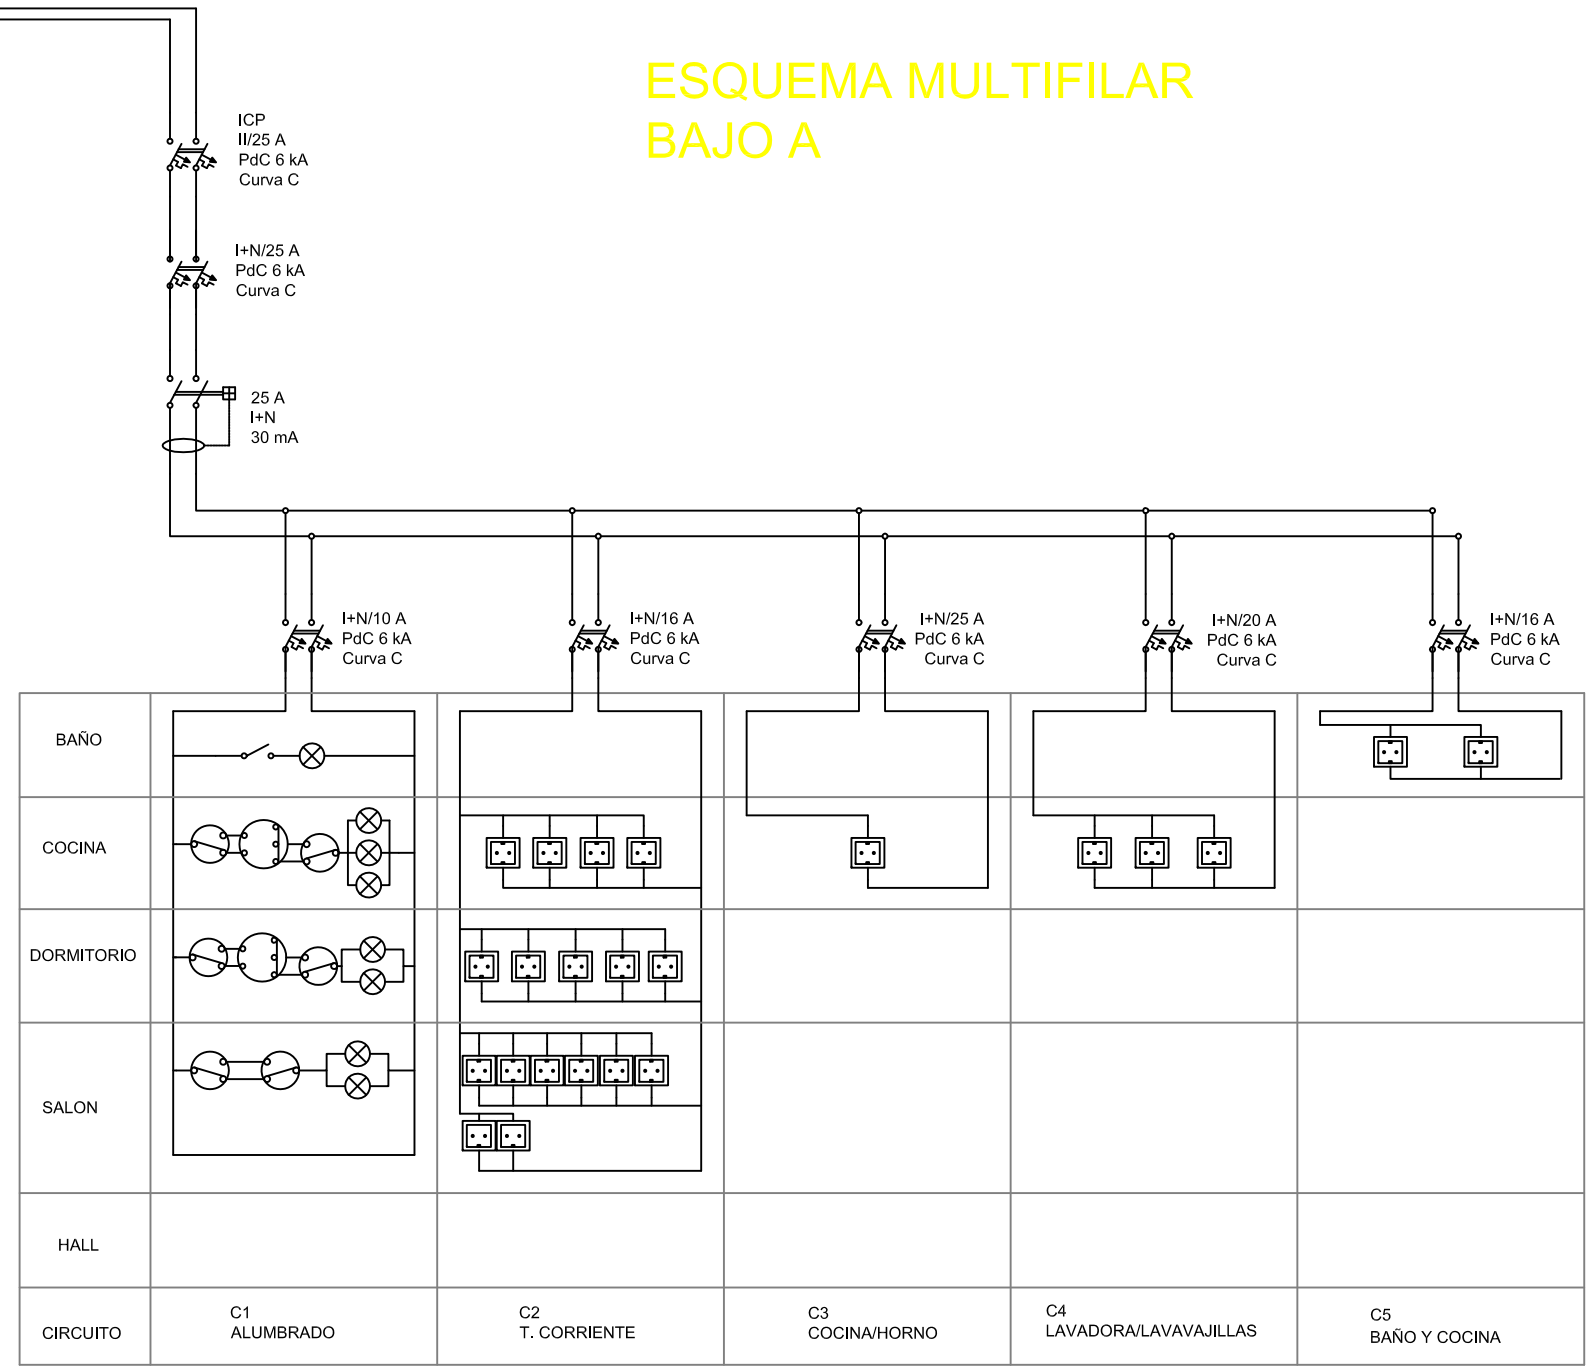 ESQUEMA MULTIFILAR
BAJO A
ICP
II/25 A
PdC 6 kA
Curva C
I+N/25 A
PdC 6 kA
Curva C
25 A
I+N
30 mA
I+N/10 A
PdC 6 kA
Curva C
I+N/16 A
PdC 6 kA
Curva C
I+N/25 A
PdC 6 kA
Curva C
I+N/20 A
PdC 6 kA
Curva C
I+N/16 A
PdC 6 kA
Curva C
BAÑO
COCINA
DORMITORIO
SALON
HALL
CIRCUITO
C1
ALUMBRADO
C2
T. CORRIENTE
C3
COCINA/HORNO
C4
LAVADORA/LAVAVAJILLAS
C5
BAÑO Y COCINA